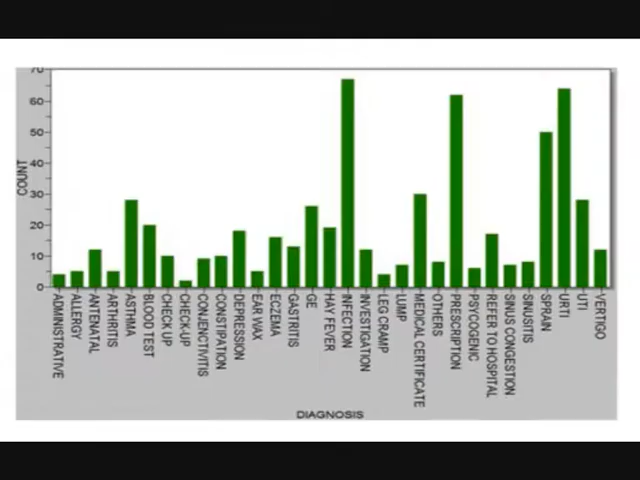 70
60
50
40
30
20
10
0
COUNT
ADMINISTRATIVE
ALLERGY
ANTENATAL
ARTHRITIS
ASTHMA
BLOOD TEST
CHECK UP
CHECK-UP
CONJENCTIVITIS
CONSTIPATION
DEPRESSION
EAR WAX
ECZEMA
GASTRITIS
GE
HAY FEVER
INFECTION
INVESTIGATION
LEG CRAMP
LUMP
MEDICAL CERTIFICATE
OTHERS
PRESCRIPTION
PSYOOGENIC
REFER TO HOSPITAL
SINUS CONGESTION
SINUSITIS
SPRAIN
URTI
UTI
VERTIGO
DIAGNOSIS